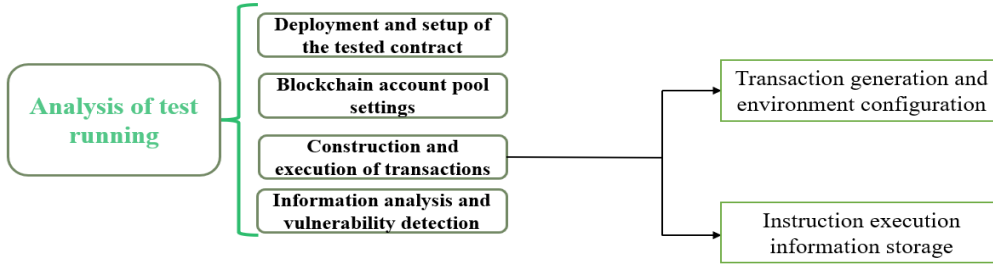 Analysis of test
running
Deployment and setup of
the tested contract
Blockchain account pool
settings
Construction and
execution of transactions
Information analysis and
vulnerability detection
Transaction generation and
environment configuration
Instruction execution
information storage